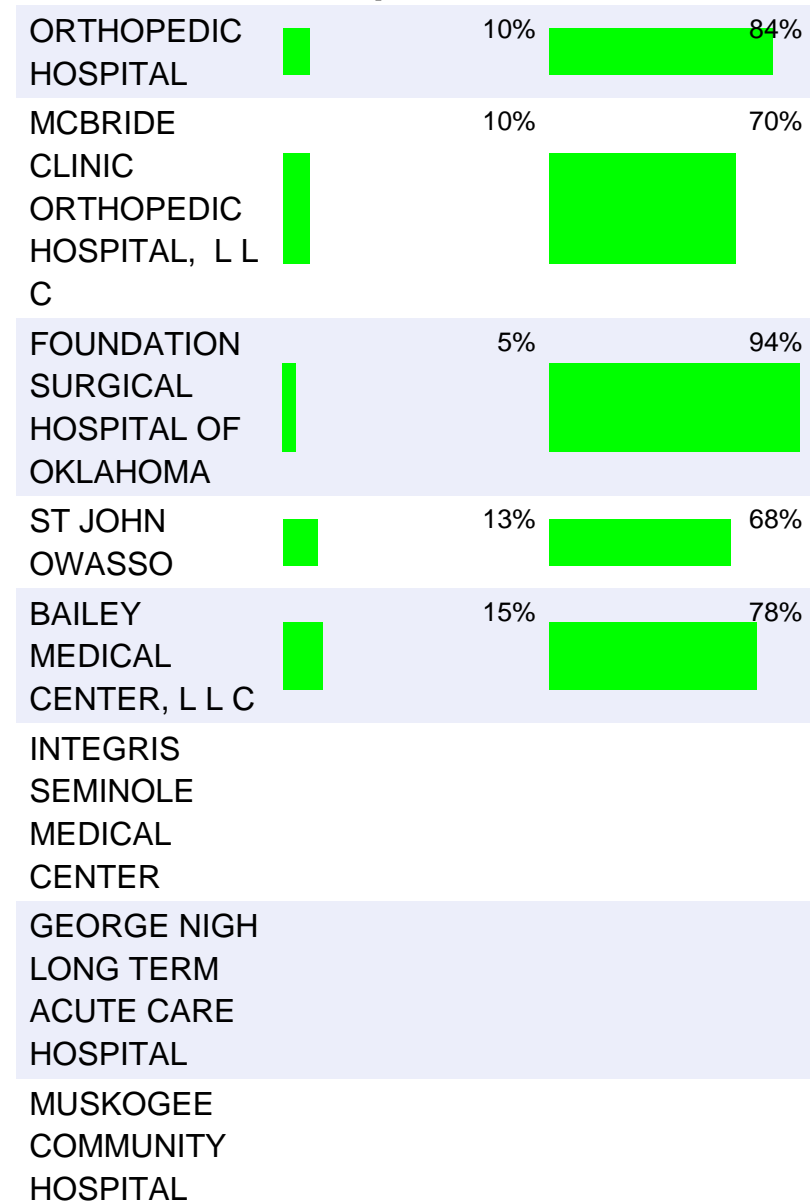 ORTHOPEDIC 10% 84%
HOSPITAL
MCBRIDE 10% 70%
CLINIC
ORTHOPEDIC
HOSPITAL, L L
C
FOUNDATION 5% 94%
SURGICAL
HOSPITAL OF
OKLAHOMA
ST JOHN 13% 68%
OWASSO
BAILEY 15% 78%
MEDICAL
CENTER, L L C
INTEGRIS
SEMINOLE
MEDICAL
CENTER
GEORGE NIGH
LONG TERM
ACUTE CARE
HOSPITAL
MUSKOGEE
COMMUNITY
HOSPITAL